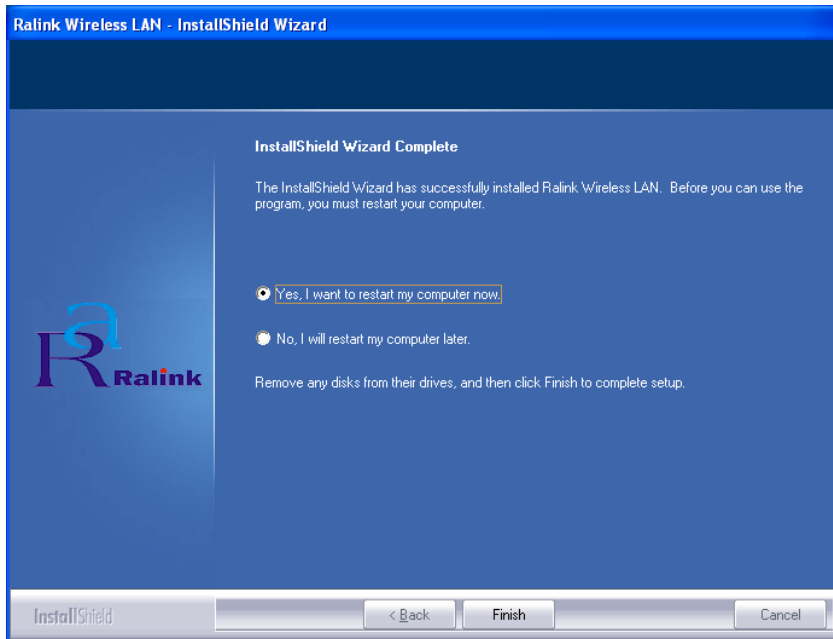 Ralink Wireless LAN - InstallShield Wizard
InstallShield Wizard Complete
The InstallShield Wizard has successfully installed Ralink Wireless LAN. Before you can use the
program, you must restart your computer.
Yes, I want to restart my computer now.
No, I will restart my computer later.
Ra
Ralink
Remove any disks from their drives, and then click Finish to complete setup.
InstallShield
< Back
Finish
Cancel